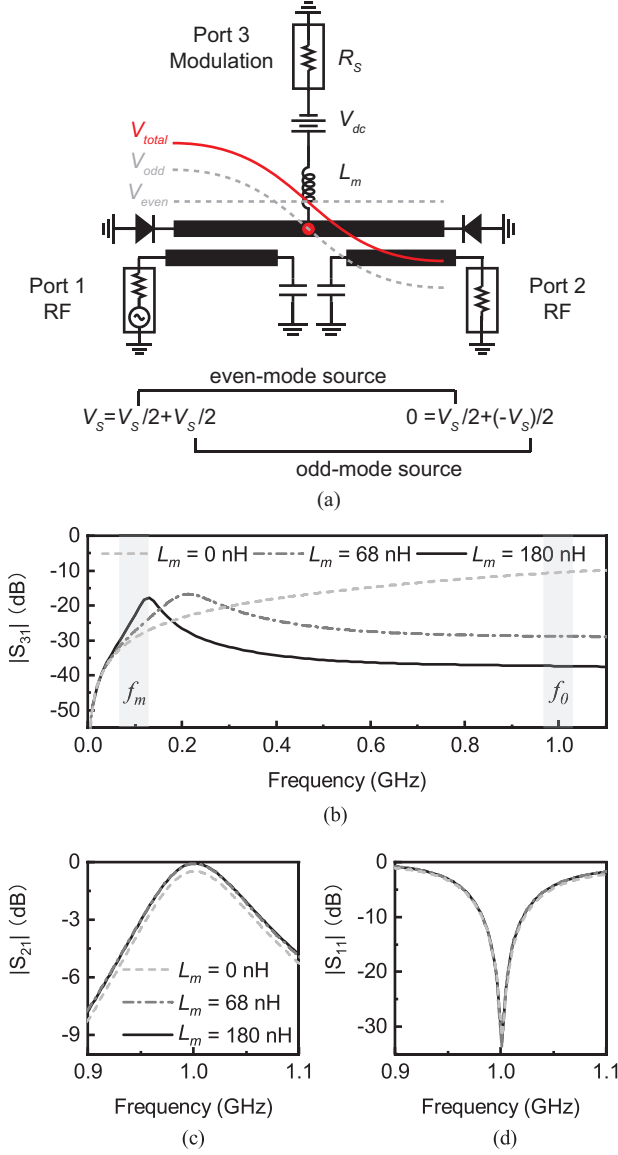 Port 3
Modulation
R_S
V_dc
L_m
V_total
V_odd
V_even
Port 1
RF
Port 2
RF
even-mode source
V_S=V_S/2+V_S/2
0 =V_S/2+(-V_S)/2
odd-mode source
(a)
L_m = 0 nH
L_m = 68 nH
L_m = 180 nH
|S_31| (dB)
0
-10
-20
-30
-40
-50
f_m
f_0
0.0
0.2
0.4
0.6
0.8
1.0
Frequency (GHz)
(b)
|S_21| (dB)
0
-3
-6
-9
L_m = 0 nH
L_m = 68 nH
L_m = 180 nH
0.9
1.0
1.1
Frequency (GHz)
(c)
|S_11| (dB)
0
-10
-20
-30
0.9
1.0
1.1
Frequency (GHz)
(d)